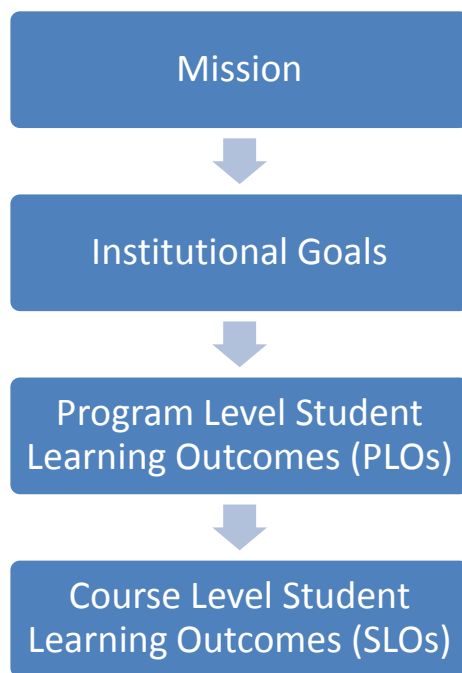 Mission
Institutional Goals
Program Level Student
Learning Outcomes (PLOs)
Course Level Student
Learning Outcomes (SLOs)